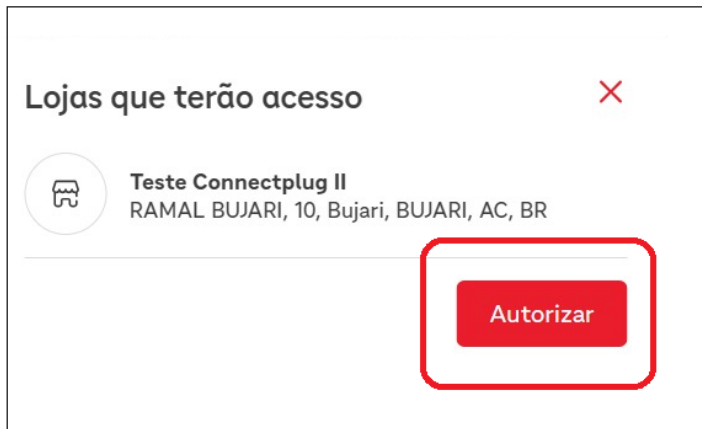 Lojas que terão acesso
Teste Connectplug II
RAMAL BUJARI, 10, Bujari, BUJARI, AC, BR
Autorizar